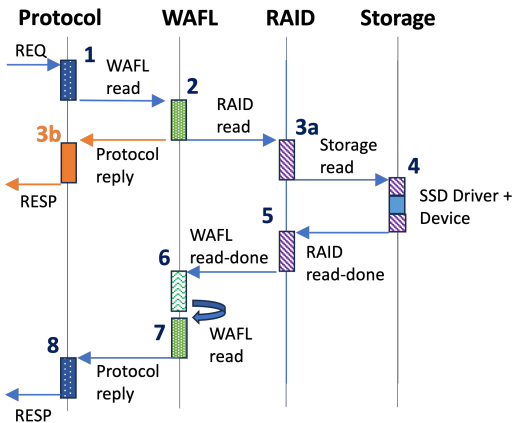 Protocol WAFL RAID Storage
REQ
1
WAFL
read
2
RAID
read
3a
3b
Protocol
reply
Storage
read
4
RESP
SSD Driver +
Device
5
WAFL
read-done
RAID
read-done
6
7
WAFL
read
8
Protocol
reply
RESP